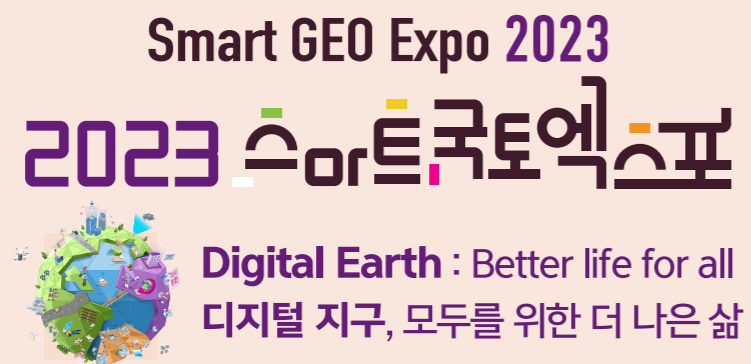 Smart GEO Expo 2023
2023 스마트국토엑스포
Digital Earth : Better life for all
디지털 지구, 모두를 위한 더 나은 삶